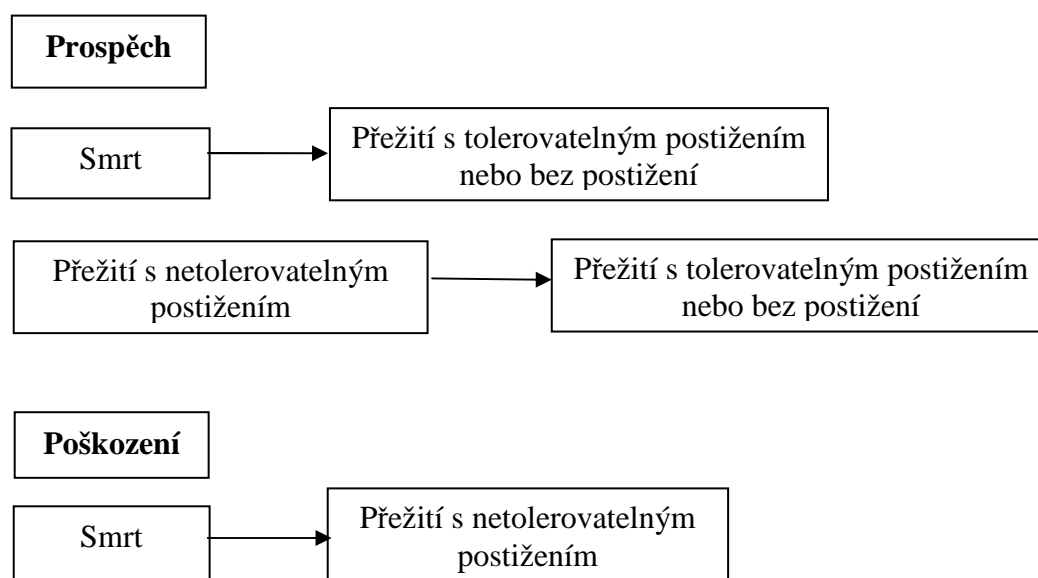 Prospěch
Smrt
Přežití s tolerovatelným postižením
nebo bez postižení
Přežití s netolerovatelným
postižením
Přežití s tolerovatelným postižením
nebo bez postižení
Poškození
Smrt
Přežití s netolerovatelným
postižením